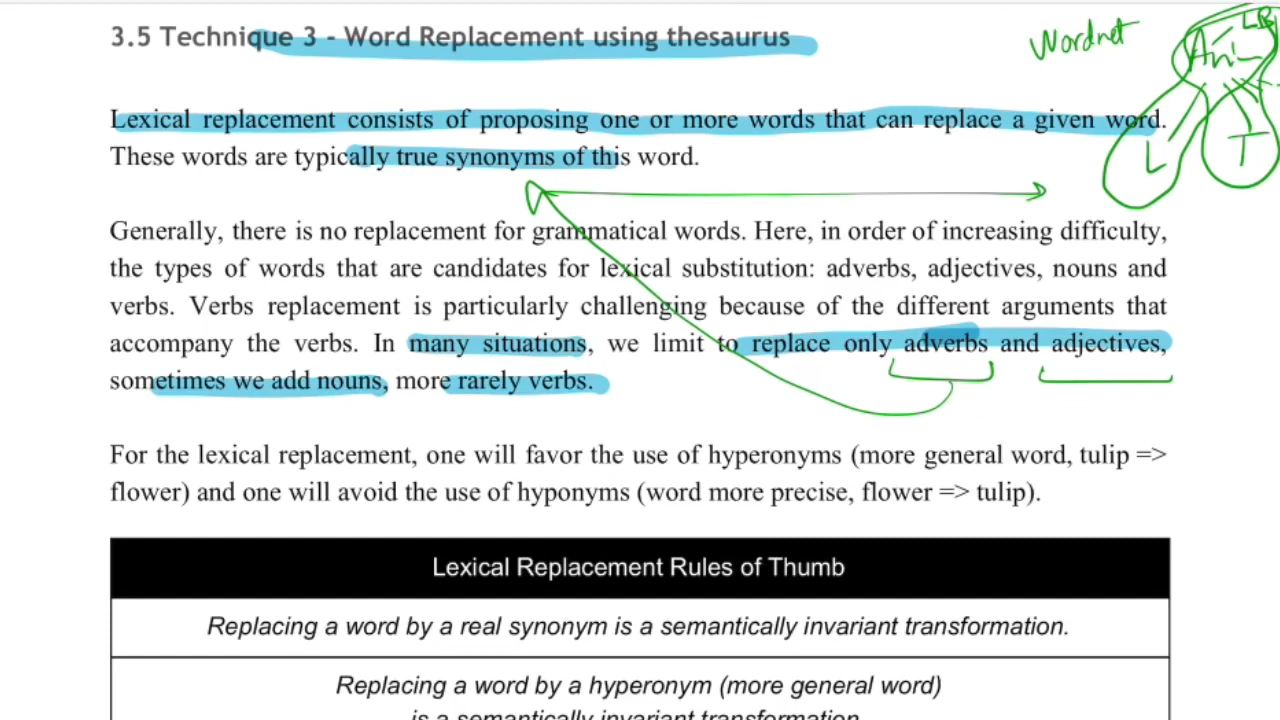 3.5 Technique 3 - Word Replacement using thesaurus
Wordnet
LB
Ani-
L
T
Lexical replacement consists of proposing one or more words that can replace a given word.
These words are typically true synonyms of this word.
Generally, there is no replacement for grammatical words. Here, in order of increasing difficulty,
the types of words that are candidates for lexical substitution: adverbs, adjectives, nouns and
verbs. Verbs replacement is particularly challenging because of the different arguments that
accompany the verbs. In many situations, we limit to replace only adverbs and adjectives,
sometimes we add nouns, more rarely verbs.
For the lexical replacement, one will favor the use of hyperonyms (more general word, tulip =>
flower) and one will avoid the use of hyponyms (word more precise, flower => tulip).
Lexical Replacement Rules of Thumb
Replacing a word by a real synonym is a semantically invariant transformation.
Replacing a word by a hyperonym (more general word)
is a semantically invariant transformation